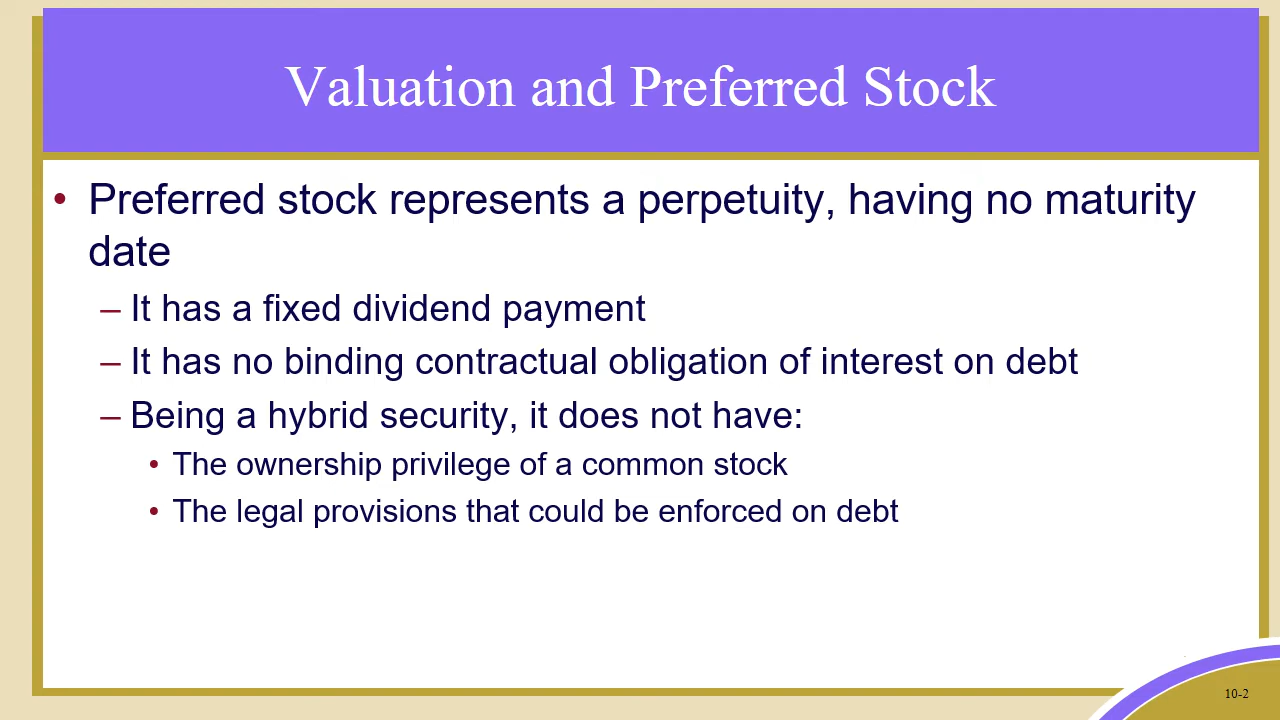 Valuation and Preferred Stock
• Preferred stock represents a perpetuity, having no maturity
date
– It has a fixed dividend payment
– It has no binding contractual obligation of interest on debt
– Being a hybrid security, it does not have:
• The ownership privilege of a common stock
• The legal provisions that could be enforced on debt
10-2